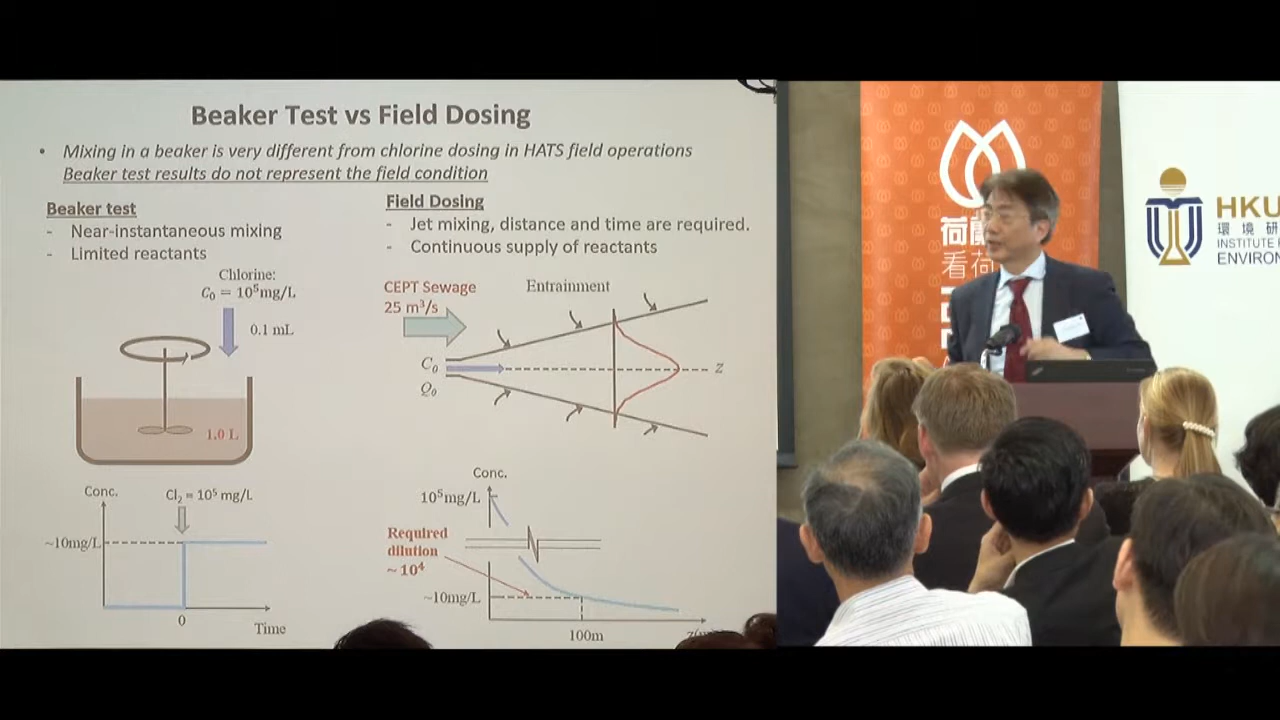 Beaker Test vs Field Dosing
• Mixing in a beaker is very different from chlorine dosing in HATS field operations
Beaker test results do not represent the field condition
Beaker test
- Near-instantaneous mixing
- Limited reactants
Chlorine:
C₀ = 10⁵mg/L
0.1 mL
1.0 L
Conc.
Cl₂ = 10⁵ mg/L
~10mg/L
0
Time
Field Dosing
- Jet mixing, distance and time are required.
- Continuous supply of reactants
CEPT Sewage
25 m³/s
Entrainment
C₀
Q₀
z
Conc.
10⁵mg/L
Required
dilution
~ 10⁴
~10mg/L
100m
看荷
HKU
環境研
INSTITUTE
ENVIRON